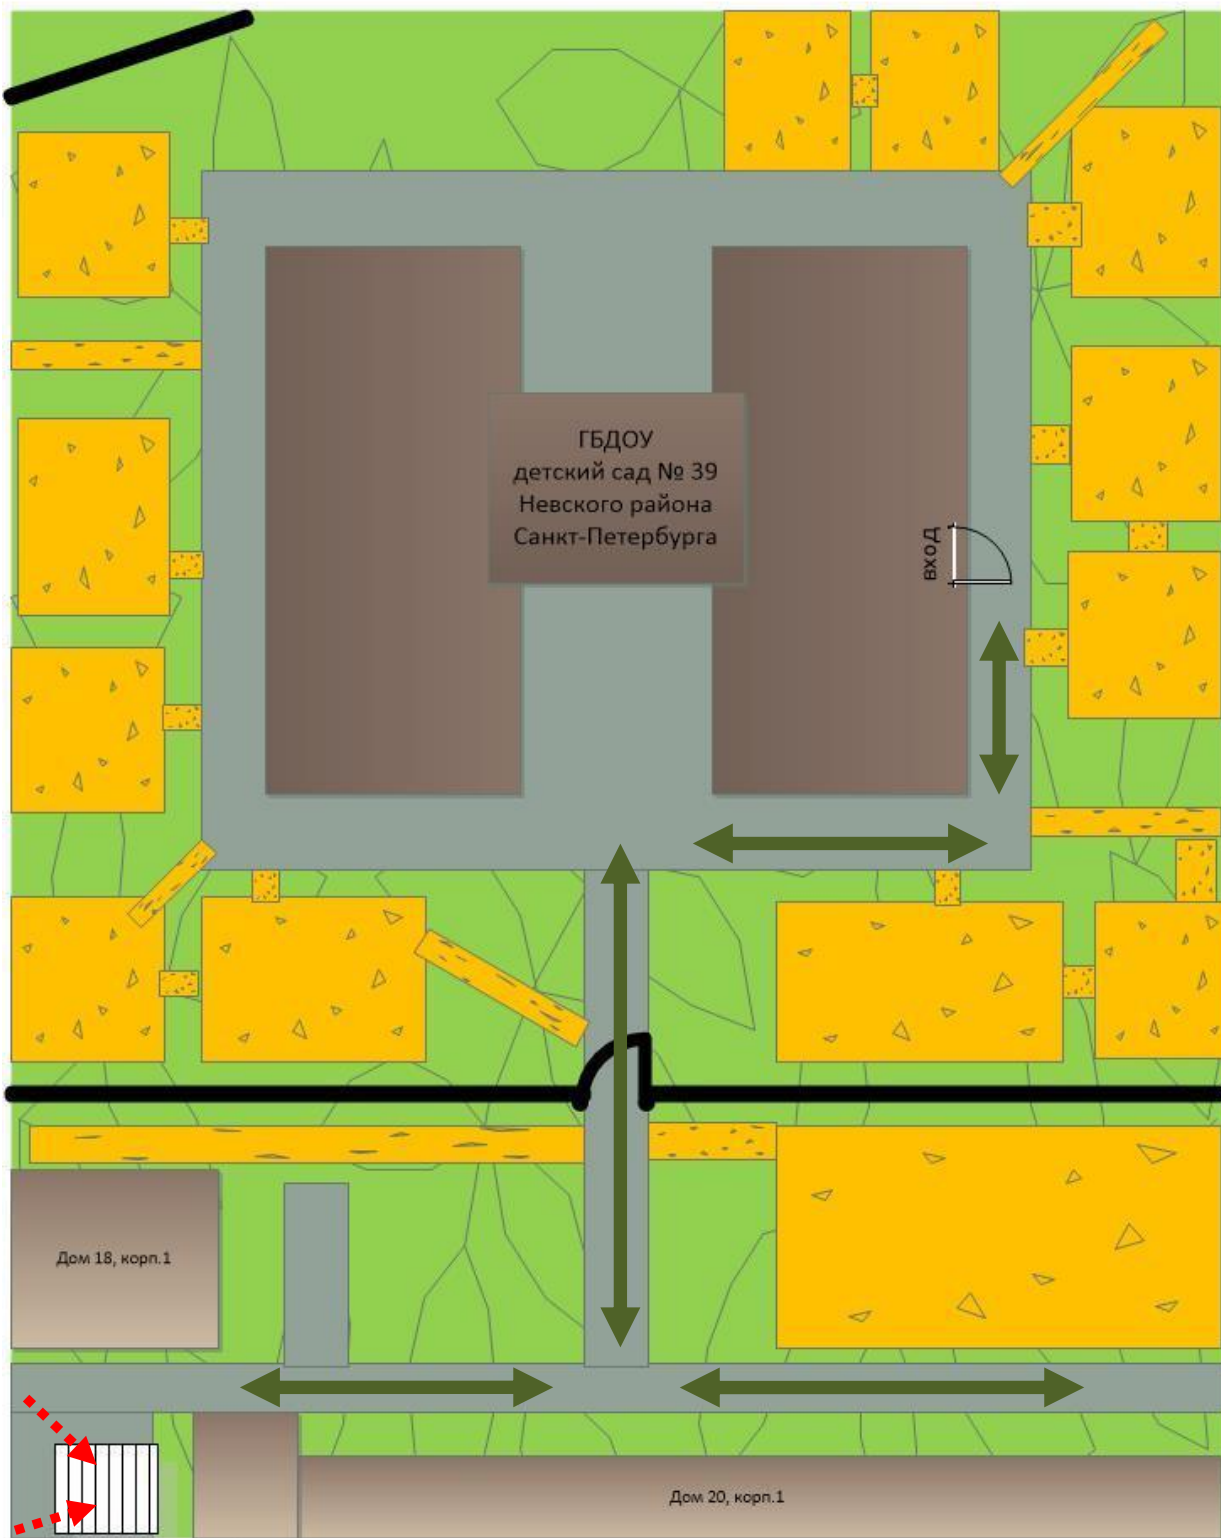 ГБДОУ
детский сад № 39
Невского района
Санкт-Петербурга
вход
Дом 18, корп.1
Дом 20, корп.1